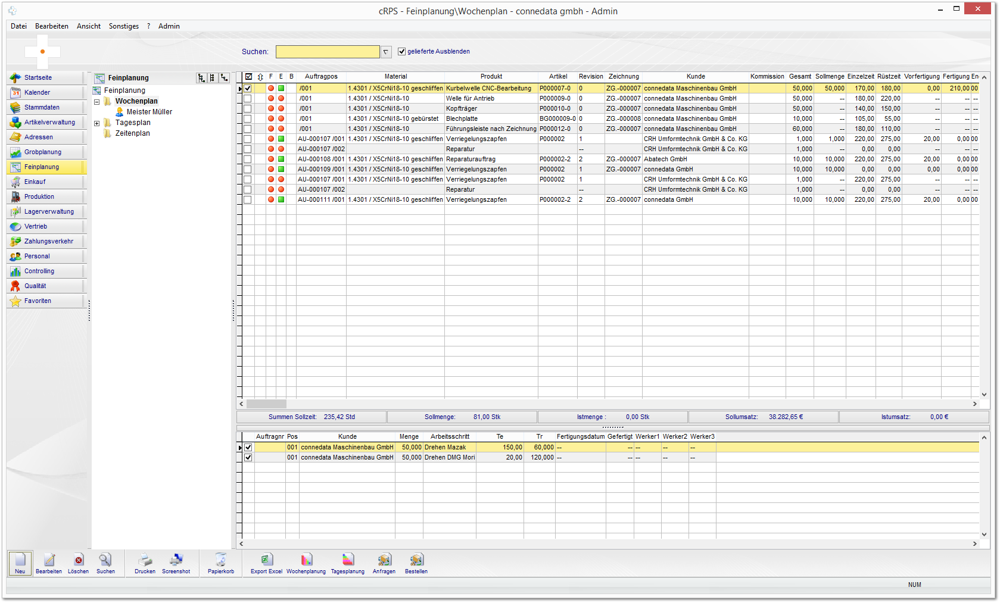 cRPS - Feinplanung\Wochenplan - connedata gmbh - Admin
Datei Bearbeiten Ansicht Sonstiges ? Admin
Suchen: gelieferte Ausblenden
Startseite
Kalender
Stammdaten
Artikelverwaltung
Adressen
Grobplanung
Feinplanung
Einkauf
Produktion
Lagerverwaltung
Vertrieb
Zahlungsverkehr
Personal
Controlling
Qualität
Favoriten
Feinplanung
Feinplanung
Wochenplan
Meister Müller
Tagesplan
Zeitenplan
F E B Auftragpos Material Produkt Artikel Revision Zeichnung Kunde Kommission Gesamt Sollmenge Einzelzeit Rüstzeit Vorfertigung Fertigung En
/001 1.4301 / X5CrNi18-10 geschliffen Kurbelwelle CNC-Bearbeitung P000007-0 0 ZG.-000007 connedata Maschinenbau GmbH 50,000 50,000 170,00 180,00 0,00 210,00 00
/001 1.4301 / X5CrNi18-10 Welle für Antrieb P000009-0 0 ZG.-000007 connedata Maschinenbau GmbH 50,000 -- 180,00 220,00 -- -- --
/001 1.4301 / X5CrNi18-10 Kopfträger P000010-0 0 ZG.-000007 connedata Maschinenbau GmbH 50,000 -- 140,00 150,00 -- -- --
/001 1.4301 / X5CrNi18-10 gebürstet Blechplatte BG000009-0 0 ZG.-000008 connedata Maschinenbau GmbH 10,000 -- 105,00 55,00 -- -- --
/001 1.4301 / X5CrNi18-10 Führungsleiste nach Zeichnung P000012-0 0 ZG.-000007 connedata Maschinenbau GmbH 60,000 -- 180,00 110,00 -- -- --
AU-000107 /001 1.4301 / X5CrNi18-10 geschliffen Verriegelungszapfen P000002 1 CRH Umformtechnik GmbH & Co. KG 1,000 1,000 220,00 275,00 20,00 0,00 00
AU-000107 /002 Reparatur -- CRH Umformtechnik GmbH & Co. KG 1,000 -- 0,00 0,00 -- -- --
AU-000108 /001 1.4301 / X5CrNi18-10 geschliffen Reparaturauftrag P000002-2 2 ZG.-000007 Abatech GmbH 10,000 10,000 220,00 275,00 20,00 0,00 00
AU-000109 /001 1.4301 / X5CrNi18-10 geschliffen Verriegelungszapfen P000002 1 ZG.-000007 connedata GmbH 10,000 10,000 0,00 0,00 0,00 0,00 00
AU-000107 /001 1.4301 / X5CrNi18-10 geschliffen Verriegelungszapfen P000002 1 CRH Umformtechnik GmbH & Co. KG 1,000 -- 220,00 275,00 -- -- --
AU-000107 /002 Reparatur -- CRH Umformtechnik GmbH & Co. KG 1,000 -- 0,00 0,00 -- -- --
AU-000111 /001 1.4301 / X5CrNi18-10 geschliffen Verriegelungszapfen P000002-2 2 ZG.-000007 connedata GmbH 10,000 10,000 220,00 275,00 20,00 0,00 00
Summen Sollzeit: 235,42 Std Sollmenge: 81,00 Stk Istmenge : 0,00 Stk Sollumsatz: 38.282,65 € Istumsatz: 0,00 €
Auftragnr Pos Kunde Menge Arbeitsschritt Te Tr Fertigungsdatum Gefertigt Werker1 Werker2 Werker3
001 connedata Maschinenbau GmbH 50,000 Drehen Mazak 150,00 60,000 -- -- -- -- --
001 connedata Maschinenbau GmbH 50,000 Drehen DMG Mori 20,00 120,000 -- -- -- -- --
Neu Bearbeiten Löschen Suchen Drucken Screenshot Papierkorb Export Excel Wochenplanung Tagesplanung Anfragen Bestellen
NUM